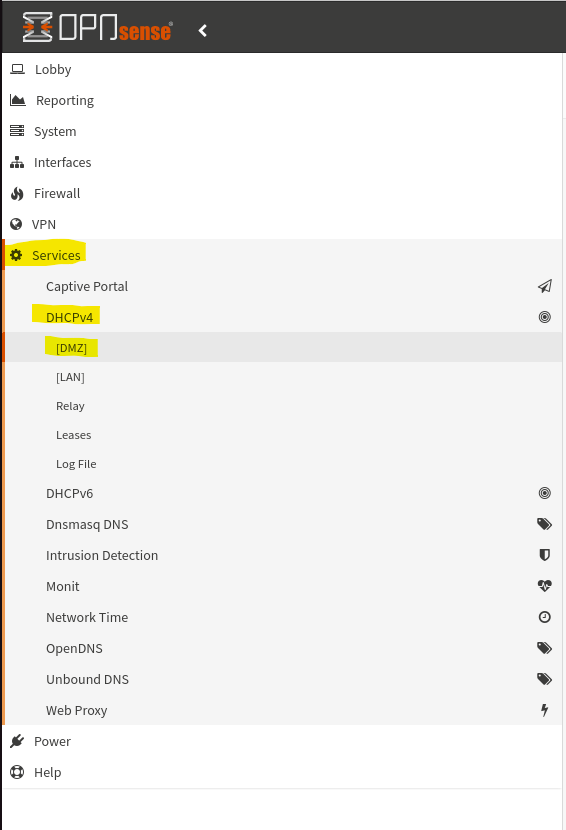 OPNsense®
Lobby
Reporting
System
Interfaces
Firewall
VPN
Services
Captive Portal
DHCPv4
[DMZ]
[LAN]
Relay
Leases
Log File
DHCPv6
Dnsmasq DNS
Intrusion Detection
Monit
Network Time
OpenDNS
Unbound DNS
Web Proxy
Power
Help